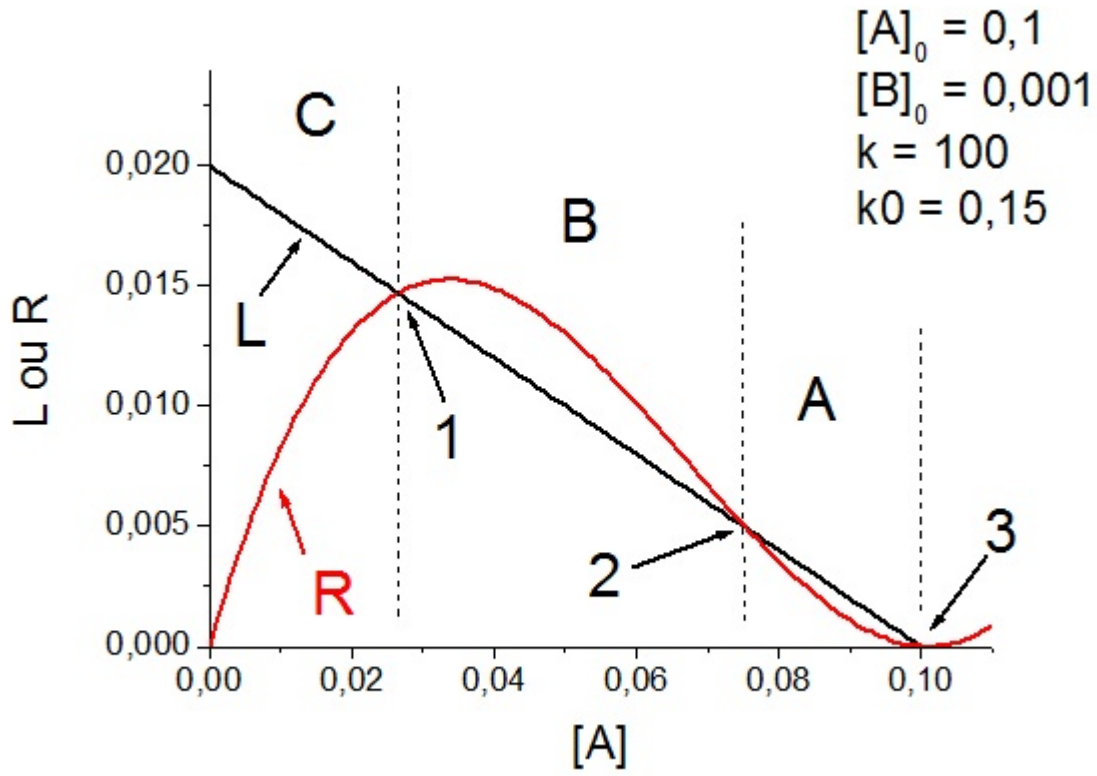 [A]₀ = 0,1
[B]₀ = 0,001
k = 100
k0 = 0,15
C
B
A
L
R
1
2
3
L ou R
0,020
0,015
0,010
0,005
0,000
0,00 0,02 0,04 0,06 0,08 0,10
[A]